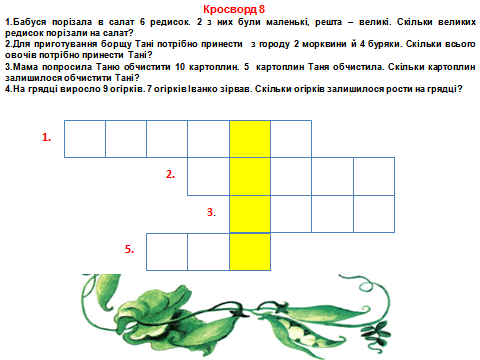 Кросворд 8
1.Бабуся порізала в салат 6 редисок. 2 з них були маленькі, решта – великі. Скільки великих
редисок порізали на салат?
2.Для приготування борщу Тані потрібно принести з городу 2 морквини й 4 буряки. Скільки всього
овочів потрібно принести Тані?
3.Мама попросила Таню обчистити 10 картоплин. 5 картоплин Таня обчистила. Скільки картоплин
залишилося обчистити Тані?
4.На грядці виросло 9 огірків. 7 огірків Іванко зірвав. Скільки огірків залишилося рости на грядці?
1.
2.
3.
5.